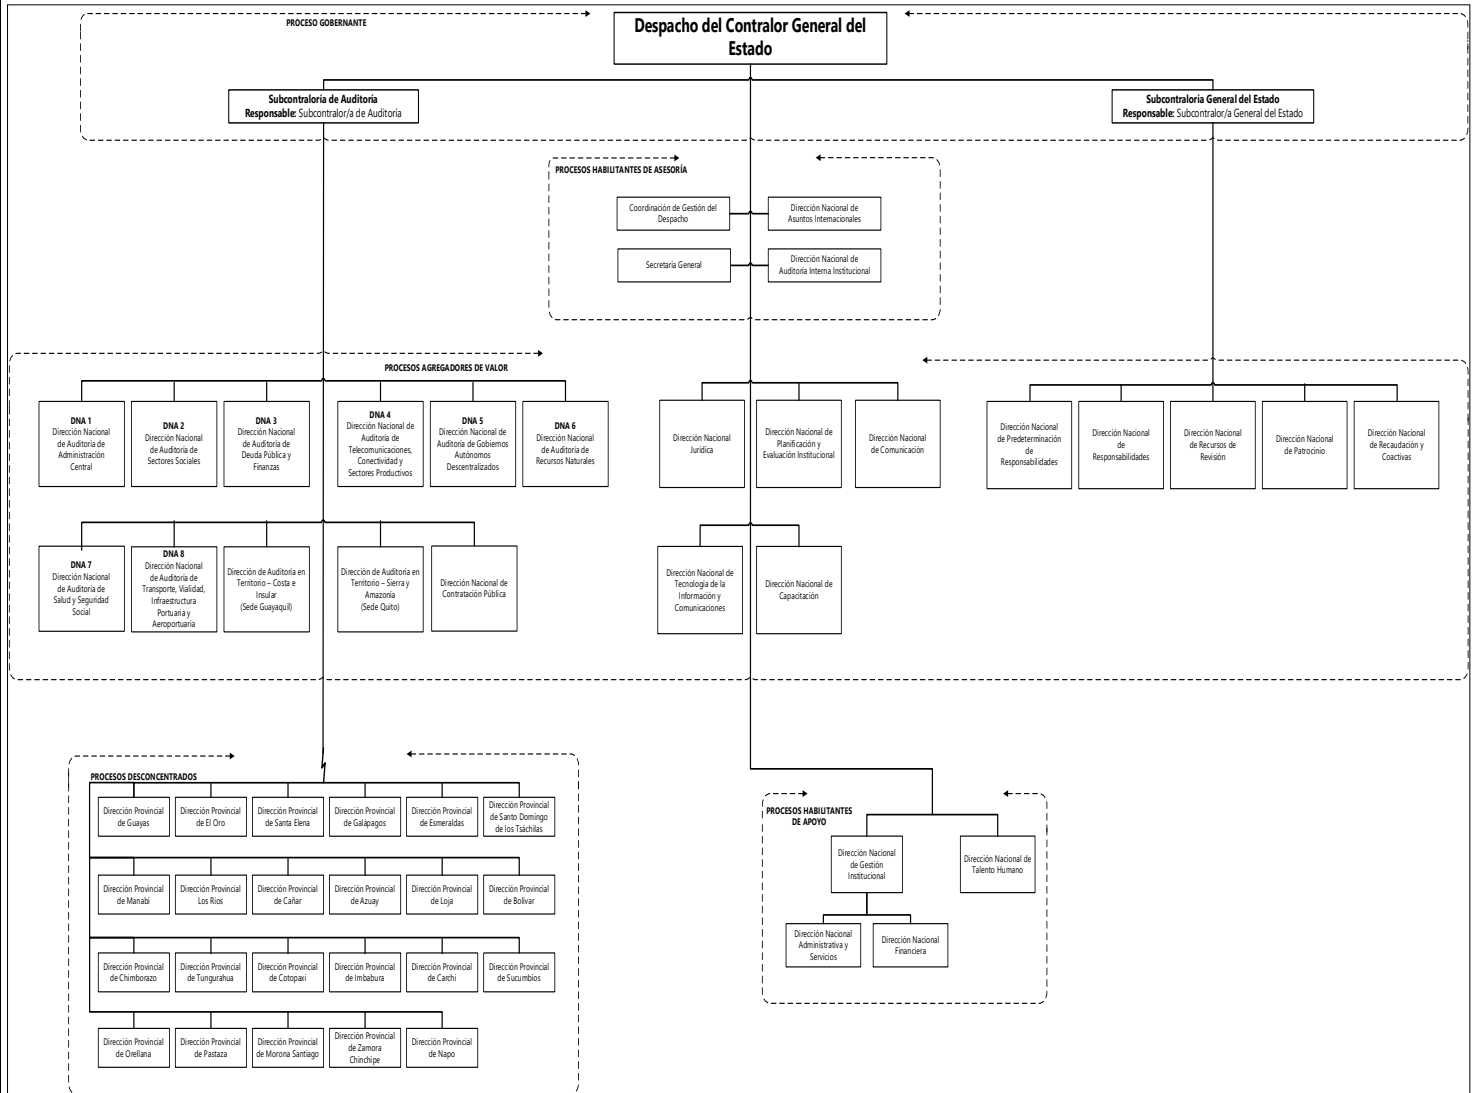 PROCESO GOBERNANTE
Despacho del Contralor General del
Estado
Subcontraloría de Auditoría
Responsable: Subcontralor/a de Auditoría
Subcontraloría General del Estado
Responsable: Subcontralor/a General del Estado
PROCESOS HABILITANTES DE ASESORÍA
Coordinación de Gestión del
Despacho
Dirección Nacional de
Asuntos Internacionales
Secretaría General
Dirección Nacional de
Auditoría Interna Institucional
PROCESOS AGREGADORES DE VALOR
DNA 1
Dirección Nacional
de Auditoría de
Administración
Central
DNA 2
Dirección Nacional
de Auditoría de
Sectores Sociales
DNA 3
Dirección Nacional
de Auditoría de
Deuda Pública y
Finanzas
DNA 4
Dirección Nacional de
Auditoría de
Telecomunicaciones,
Conectividad y
Sectores Productivos
DNA 5
Dirección Nacional de
Auditoría de Gobiernos
Autónomos
Descentralizados
DNA 6
Dirección Nacional
de Auditoría de
Recursos Naturales
Dirección Nacional
Jurídica
Dirección Nacional de
Planificación y
Evaluación Institucional
Dirección Nacional
de Comunicación
Dirección Nacional
de Predeterminación
de
Responsabilidades
Dirección Nacional
de
Responsabilidades
Dirección Nacional
de Recursos de
Revisión
Dirección Nacional
de Patrocinio
Dirección Nacional
de Recaudación y
Coactivas
DNA 7
Dirección Nacional
de Auditoría de
Salud y Seguridad
Social
DNA 8
Dirección Nacional
de Auditoría de
Transporte, Vialidad,
Infraestructura
Portuaria y
Aeroportuaria
Dirección de Auditoría en
Territorio – Costa e
Insular
(Sede Guayaquil)
Dirección de Auditoría en
Territorio – Sierra y
Amazonía
(Sede Quito)
Dirección Nacional de
Contratación Pública
Dirección Nacional de
Tecnología de la
Información y
Comunicaciones
Dirección Nacional de
Capacitación
PROCESOS DESCONCENTRADOS
Dirección Provincial
de Guayas
Dirección Provincial
de El Oro
Dirección Provincial
de Santa Elena
Dirección Provincial
de Galápagos
Dirección Provincial
de Esmeraldas
Dirección Provincial
de Santo Domingo
de los Tsáchilas
Dirección Provincial
de Manabí
Dirección Provincial
Los Ríos
Dirección Provincial
de Cañar
Dirección Provincial
de Azuay
Dirección Provincial
de Loja
Dirección Provincial
de Bolívar
Dirección Provincial
de Chimborazo
Dirección Provincial
de Tungurahua
Dirección Provincial
de Cotopaxi
Dirección Provincial
de Imbabura
Dirección Provincial
de Carchi
Dirección Provincial
de Sucumbíos
Dirección Provincial
de Orellana
Dirección Provincial
de Pastaza
Dirección Provincial
de Morona Santiago
Dirección Provincial
de Zamora
Chinchipe
Dirección Provincial
de Napo
PROCESOS HABILITANTES
DE APOYO
Dirección Nacional
de Gestión
Institucional
Dirección Nacional de
Talento Humano
Dirección Nacional
Administrativa y
Servicios
Dirección Nacional
Financiera